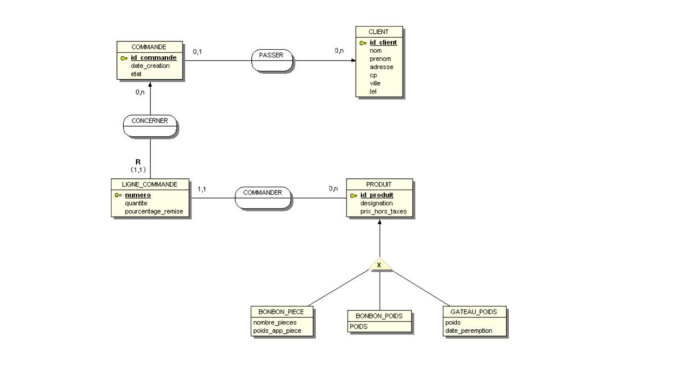 CLIENT
id_client
nom
prenom
adresse
cp
ville
tel
COMMANDE
id_commande
date_creation
etat
0,1
PASSER
0,n
0,n
CONCERNER
R
(1,1)
LIGNE_COMMANDE
numero
quantite
pourcentage_remise
1,1
COMMANDER
0,n
PRODUIT
id_produit
designation
prix_hors_taxes
X
BONBON_PIECE
nombre_pieces
poids_app_piece
BONBON_POIDS
POIDS
GATEAU_POIDS
poids
date_peremption